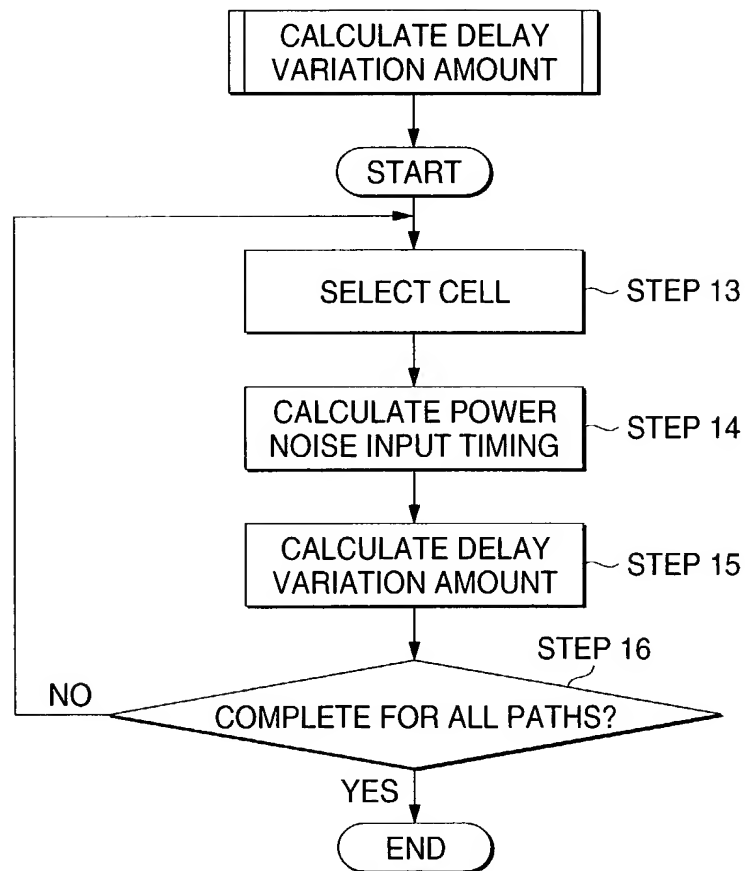 CALCULATE DELAY
VARIATION AMOUNT
START
SELECT CELL
STEP 13
CALCULATE POWER
NOISE INPUT TIMING
STEP 14
CALCULATE DELAY
VARIATION AMOUNT
STEP 15
STEP 16
NO
COMPLETE FOR ALL PATHS?
YES
END